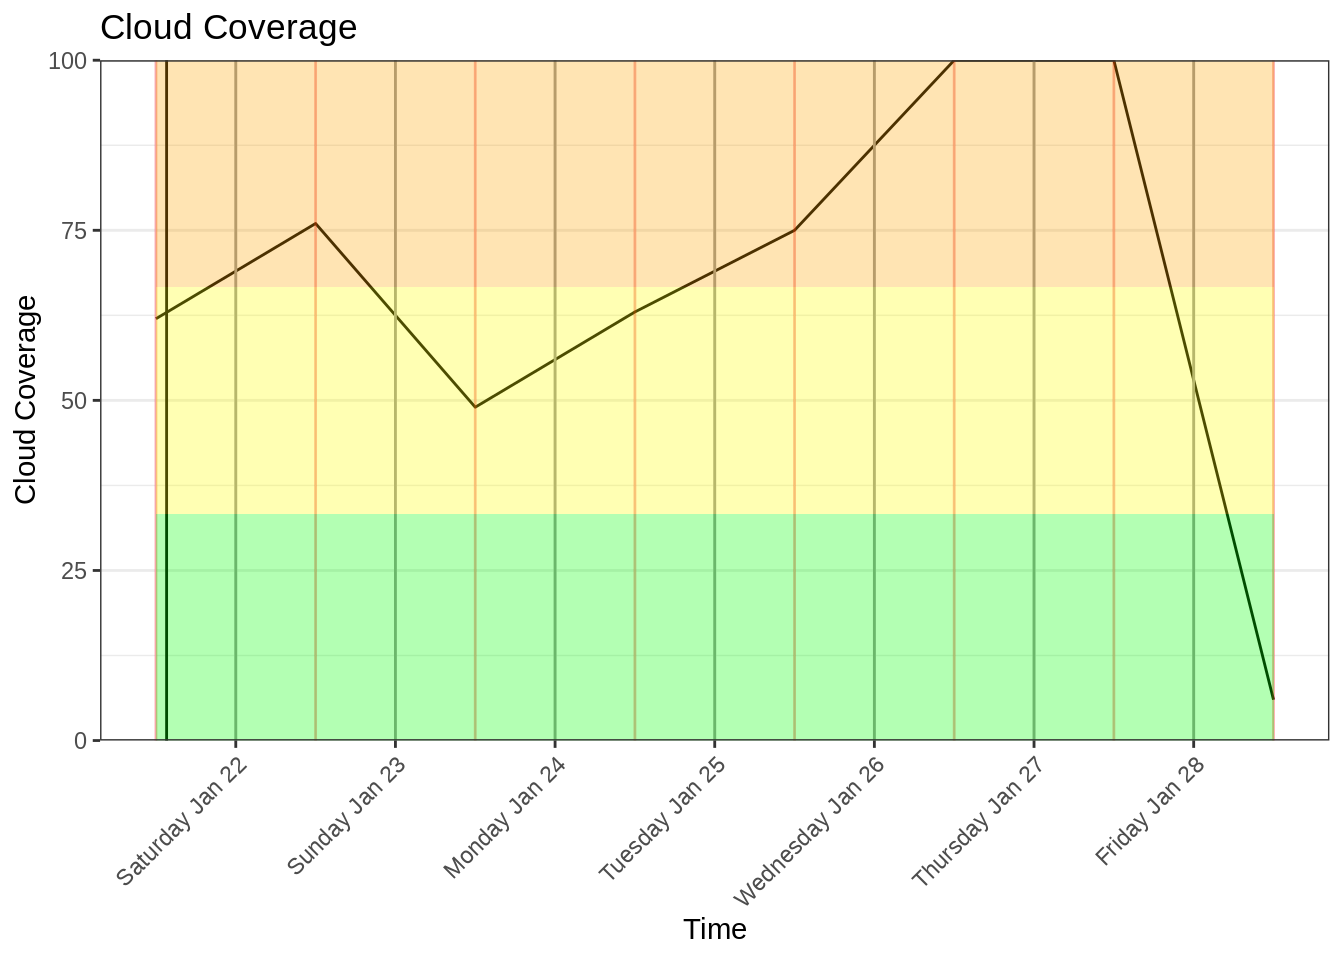 Cloud Coverage
100
75
50
25
0
Cloud Coverage
Saturday Jan 22
Sunday Jan 23
Monday Jan 24
Tuesday Jan 25
Wednesday Jan 26
Thursday Jan 27
Friday Jan 28
Time